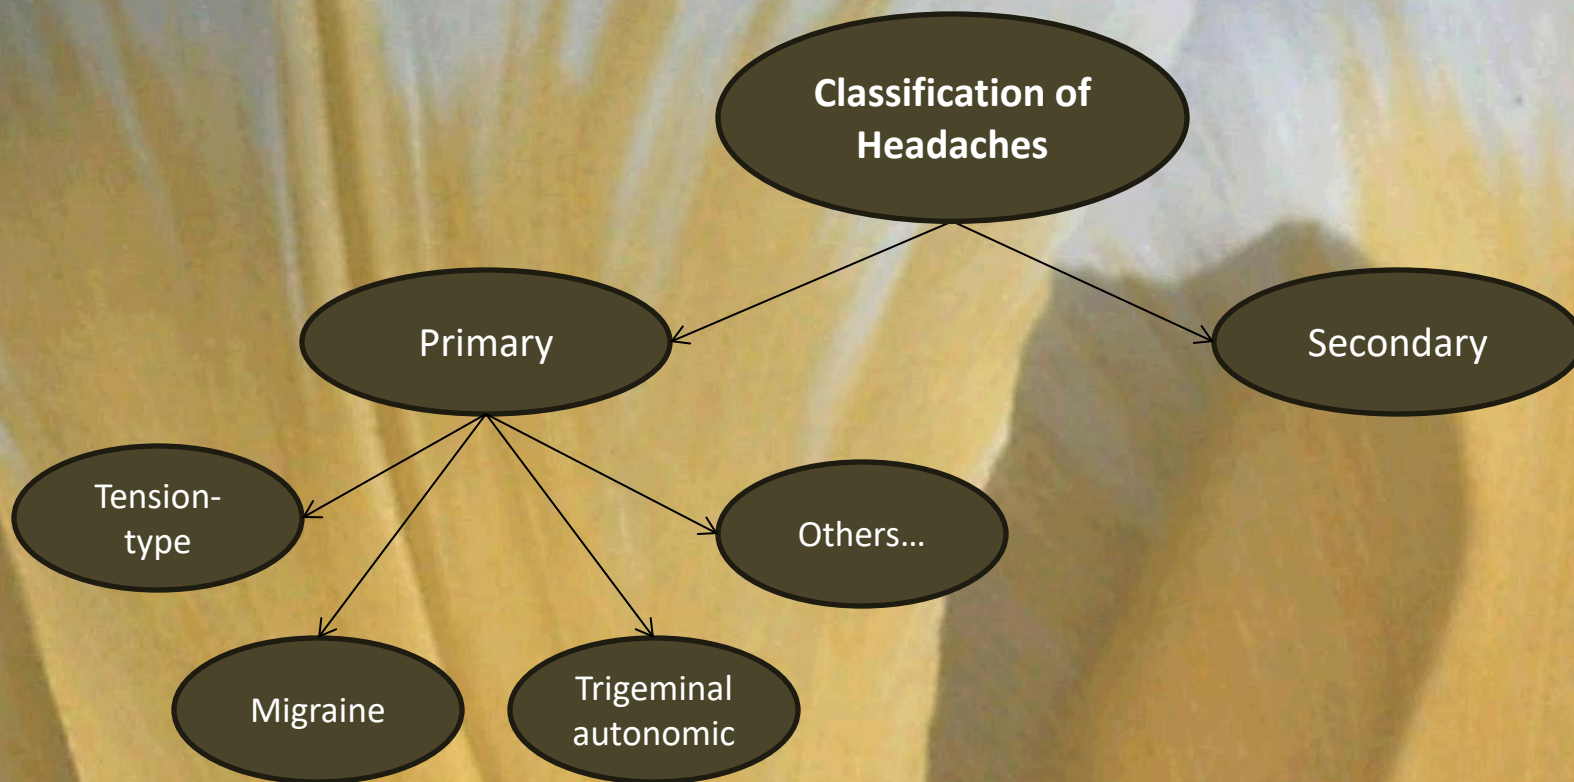 Classification of
Headaches
Primary
Secondary
Tension-
type
Others...
Migraine
Trigeminal
autonomic